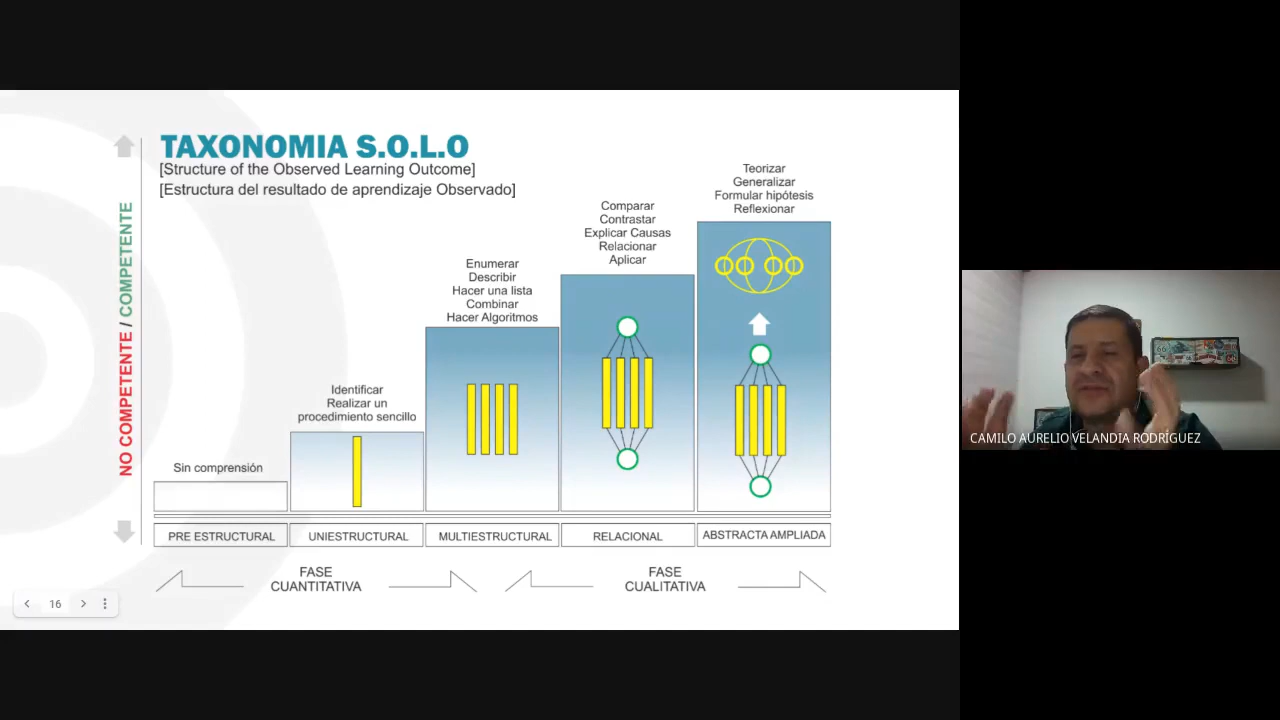 TAXONOMIA S.O.L.O
[Structure of the Observed Learning Outcome]
[Estructura del resultado de aprendizaje Observado]
NO COMPETENTE / COMPETENTE
Sin comprensión
Identificar
Realizar un
procedimiento sencillo
Enumerar
Describir
Hacer una lista
Combinar
Hacer Algoritmos
Comparar
Contrastar
Explicar Causas
Relacionar
Aplicar
Teorizar
Generalizar
Formular hipótesis
Reflexionar
PRE ESTRUCTURAL
UNIESTRUCTURAL
MULTIESTRUCTURAL
RELACIONAL
ABSTRACTA AMPLIADA
FASE
CUANTITATIVA
FASE
CUALITATIVA
16
CAMILO AURELIO VELANDIA RODRÍGUEZ